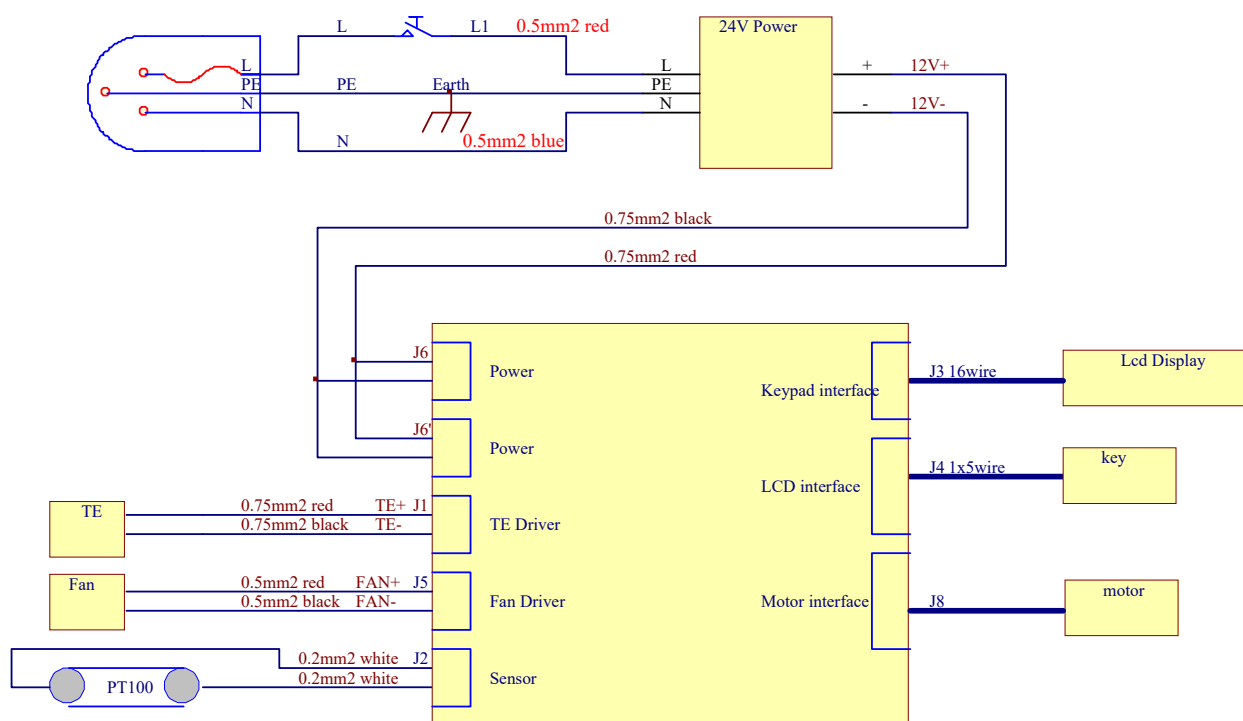 L
L1
0.5mm2 red
24V Power
L
L
+
12V+
PE
PE
Earth
PE
N
N
-
12V-
N
0.5mm2 blue
0.75mm2 black
0.75mm2 red
J6
Power
Keypad interface
J3 16wire
Lcd Display
J6'
Power
LCD interface
J4 1x5wire
key
TE
0.75mm2 red
TE+
J1
0.75mm2 black
TE-
TE Driver
Fan
0.5mm2 red
FAN+
J5
0.5mm2 black
FAN-
Fan Driver
Motor interface
J8
motor
0.2mm2 white
J2
PT100
0.2mm2 white
Sensor